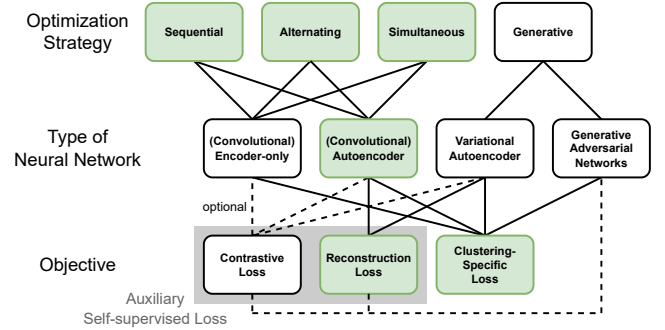 Optimization
Strategy
Sequential
Alternating
Simultaneous
Generative
Type of
Neural Network
(Convolutional)
Encoder-only
(Convolutional)
Autoencoder
Variational
Autoencoder
Generative
Adversarial
Networks
optional
Objective
Contrastive
Loss
Reconstruction
Loss
Clustering-
Specific
Loss
Auxiliary
Self-supervised Loss